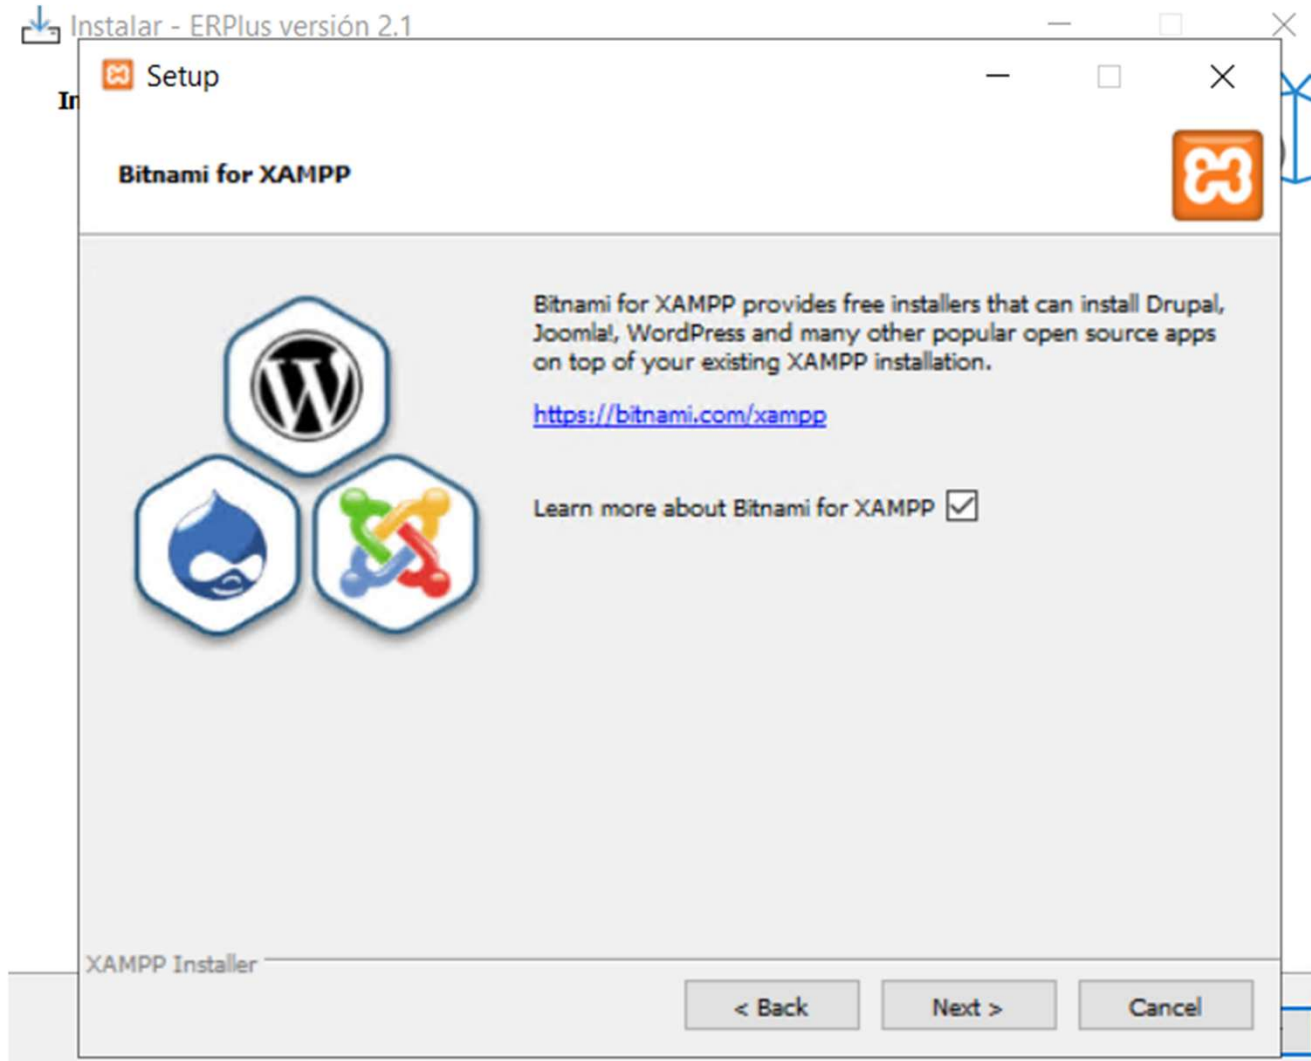 Instalar - ERPlus versión 2.1
Setup
In
Bitnami for XAMPP
Bitnami for XAMPP provides free installers that can install Drupal,
Joomla!, WordPress and many other popular open source apps
on top of your existing XAMPP installation.
https://bitnami.com/xampp
Learn more about Bitnami for XAMPP
XAMPP Installer
< Back
Next >
Cancel